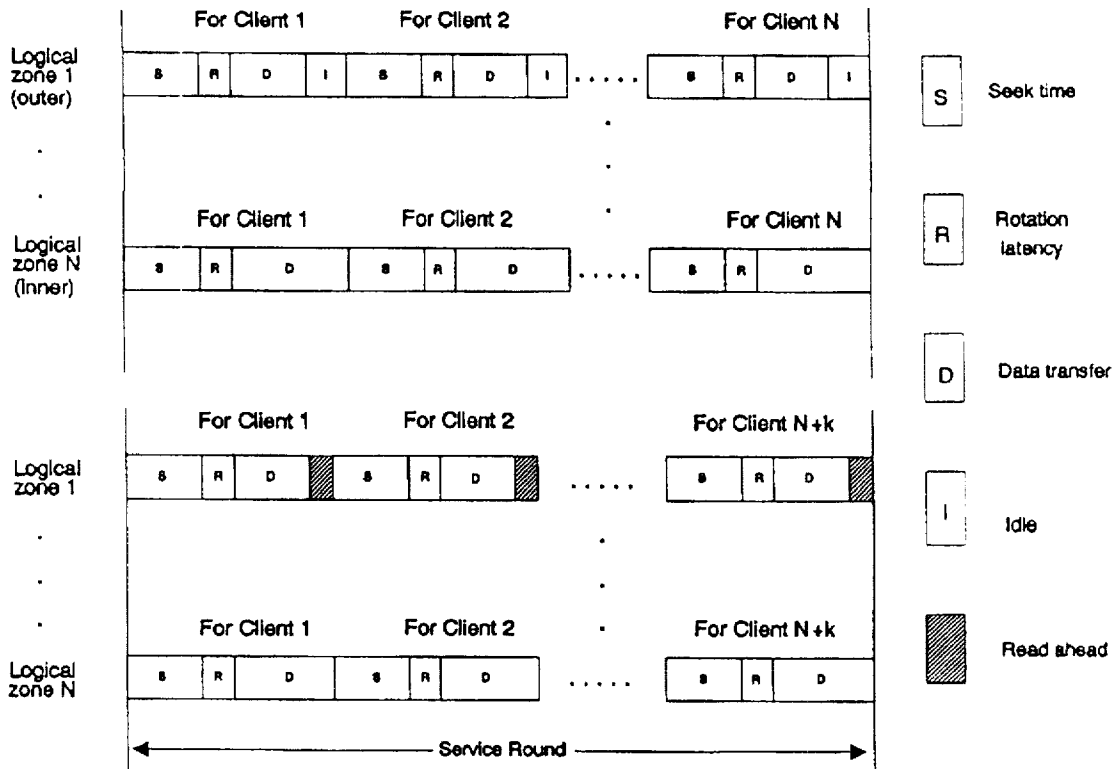 For Client 1 For Client 2 For Client N
Logical
zone 1
(outer)
S R D I S R D I ..... S R D I
For Client 1 For Client 2 For Client N
Logical
zone N
(Inner)
S R D S R D ..... S R D
For Client 1 For Client 2 For Client N+k
Logical
zone 1
S R D S R D ..... S R D
For Client 1 For Client 2 For Client N+k
Logical
zone N
S R D S R D ..... S R D
Service Round
S Seek time
R Rotation
latency
D Data transfer
I Idle
Read ahead